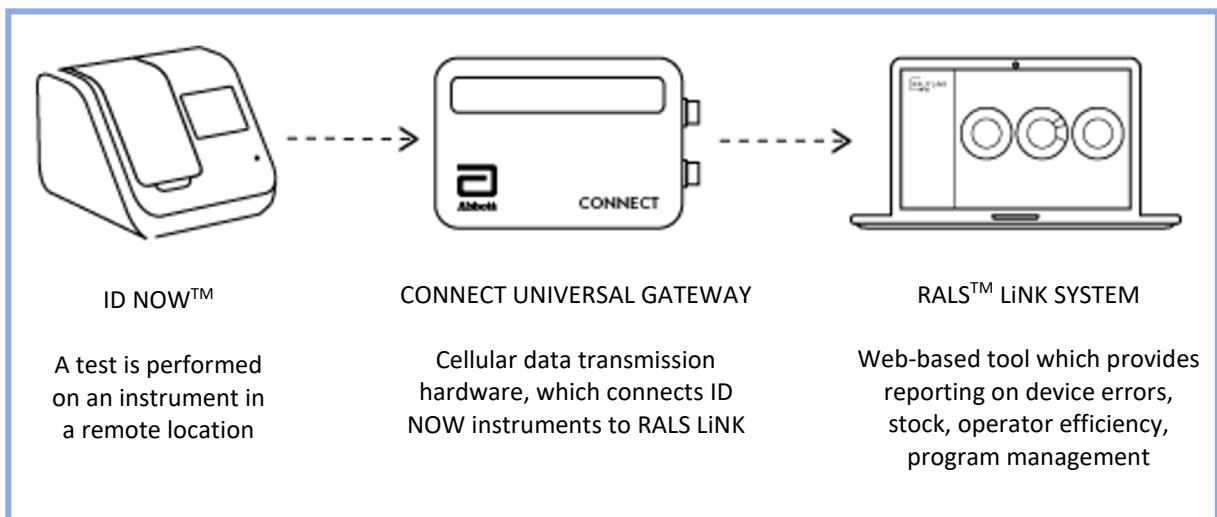 Abbott
CONNECT
ID NOW™
A test is performed
on an instrument in
a remote location
CONNECT UNIVERSAL GATEWAY
Cellular data transmission
hardware, which connects ID
NOW instruments to RALS LiNK
RALS™ LiNK SYSTEM
Web-based tool which provides
reporting on device errors,
stock, operator efficiency,
program management